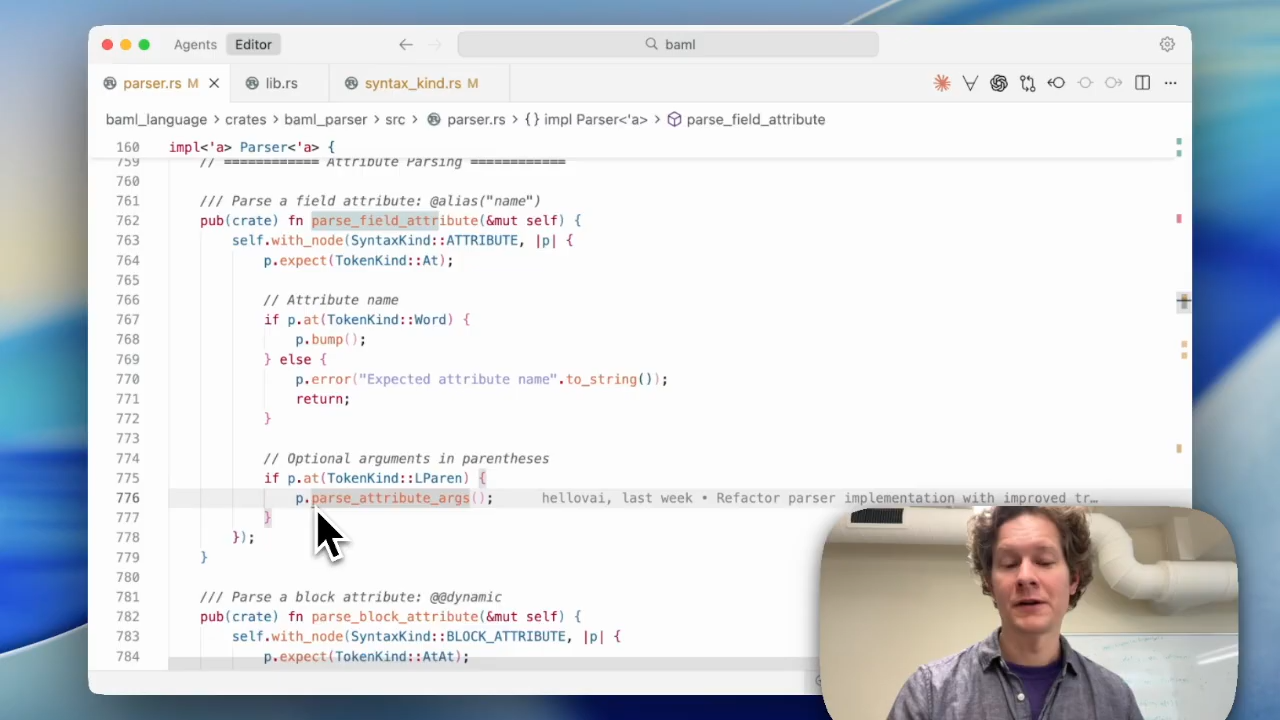 Agents Editor baml
parser.rs M lib.rs syntax_kind.rs M
baml_language > crates > baml_parser > src > parser.rs > {} impl Parser<'a> > parse_field_attribute
160 impl<'a> Parser<'a> {
759 // ============ Attribute Parsing ============
760
761 /// Parse a field attribute: @alias("name")
762 pub(crate) fn parse_field_attribute(&mut self) {
763 self.with_node(SyntaxKind::ATTRIBUTE, |p| {
764 p.expect(TokenKind::At);
765
766 // Attribute name
767 if p.at(TokenKind::Word) {
768 p.bump();
769 } else {
770 p.error("Expected attribute name".to_string());
771 return;
772 }
773
774 // Optional arguments in parentheses
775 if p.at(TokenKind::LParen) {
776 p.parse_attribute_args(); hellovai, last week • Refactor parser implementation with improved tr…
777 }
778 });
779 }
780
781 /// Parse a block attribute: @@dynamic
782 pub(crate) fn parse_block_attribute(&mut self) {
783 self.with_node(SyntaxKind::BLOCK_ATTRIBUTE, |p| {
784 p.expect(TokenKind::AtAt);